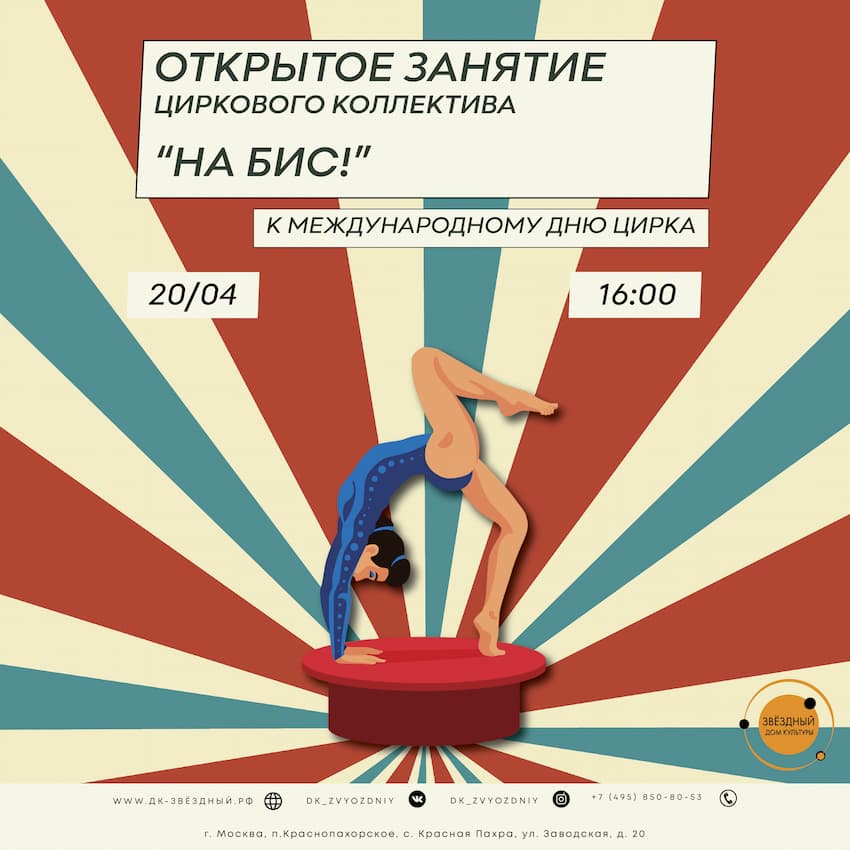 ОТКРЫТОЕ ЗАНЯТИЕ
ЦИРКОВОГО КОЛЛЕКТИВА
“НА БИС!”
К МЕЖДУНАРОДНОМУ ДНЮ ЦИРКА
20/04
16:00
ЗВЁЗДНЫЙ
ДОМ КУЛЬТУРЫ
WWW.ДК-ЗВЁЗДНЫЙ.РФ
DK_ZVYOZDNIY
DK_ZVYOZDNIY
+7 (495) 850-80-53
г. Москва, п.Краснопахорское, с. Красная Пахра, ул. Заводская, д. 20